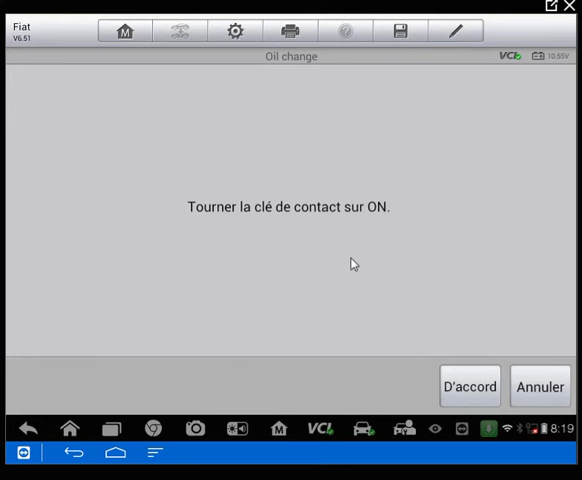 Fiat
V6.51
Oil change
VCI
10.55V
Tourner la clé de contact sur ON.
D'accord
Annuler
VCI
8:19